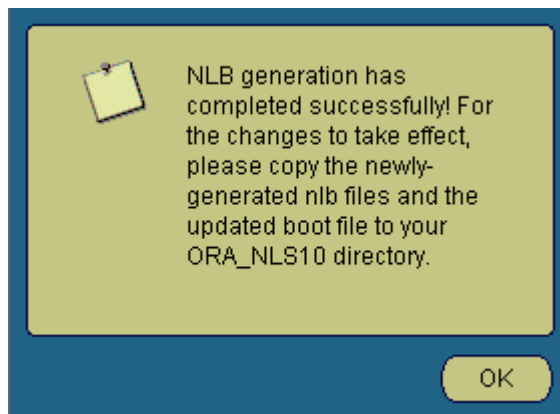 NLB generation has
completed successfully! For
the changes to take effect,
please copy the newly-
generated nlb files and the
updated boot file to your
ORA_NLS10 directory.
OK